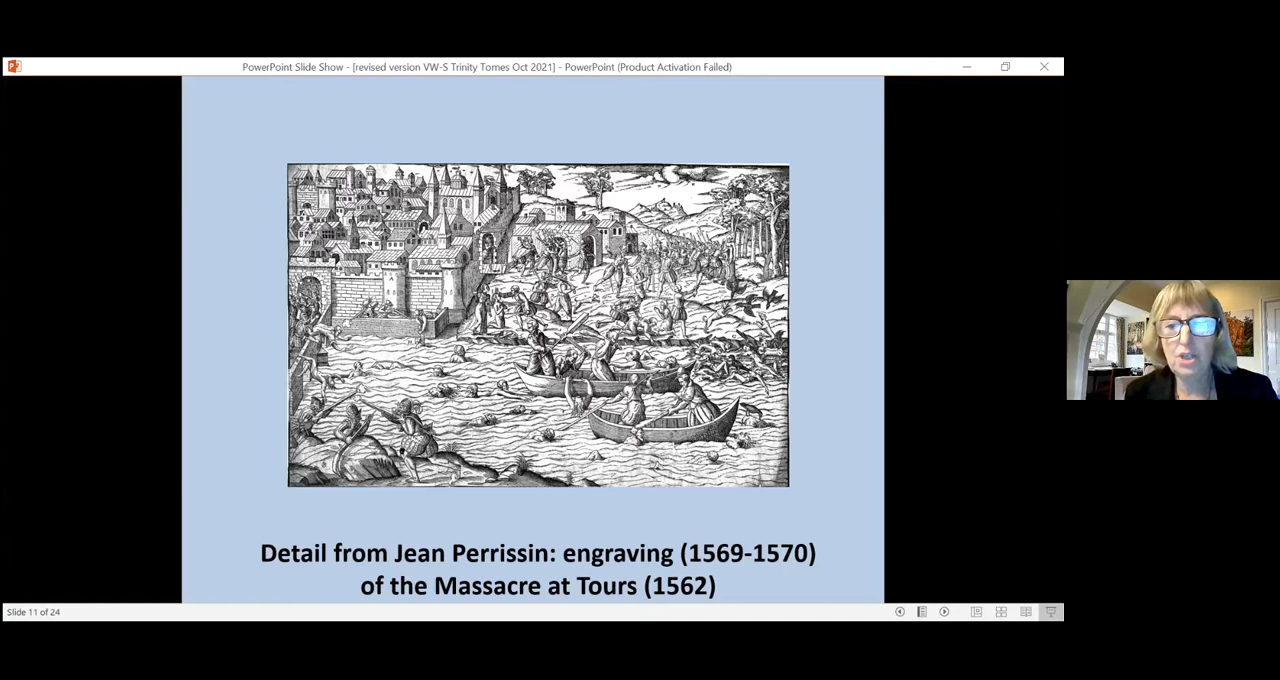 PowerPoint Slide Show - [revised version VW-S Trinity Tomes Oct 2021] - PowerPoint (Product Activation Failed)
Detail from Jean Perrissin: engraving (1569-1570)
of the Massacre at Tours (1562)
Slide 11 of 24